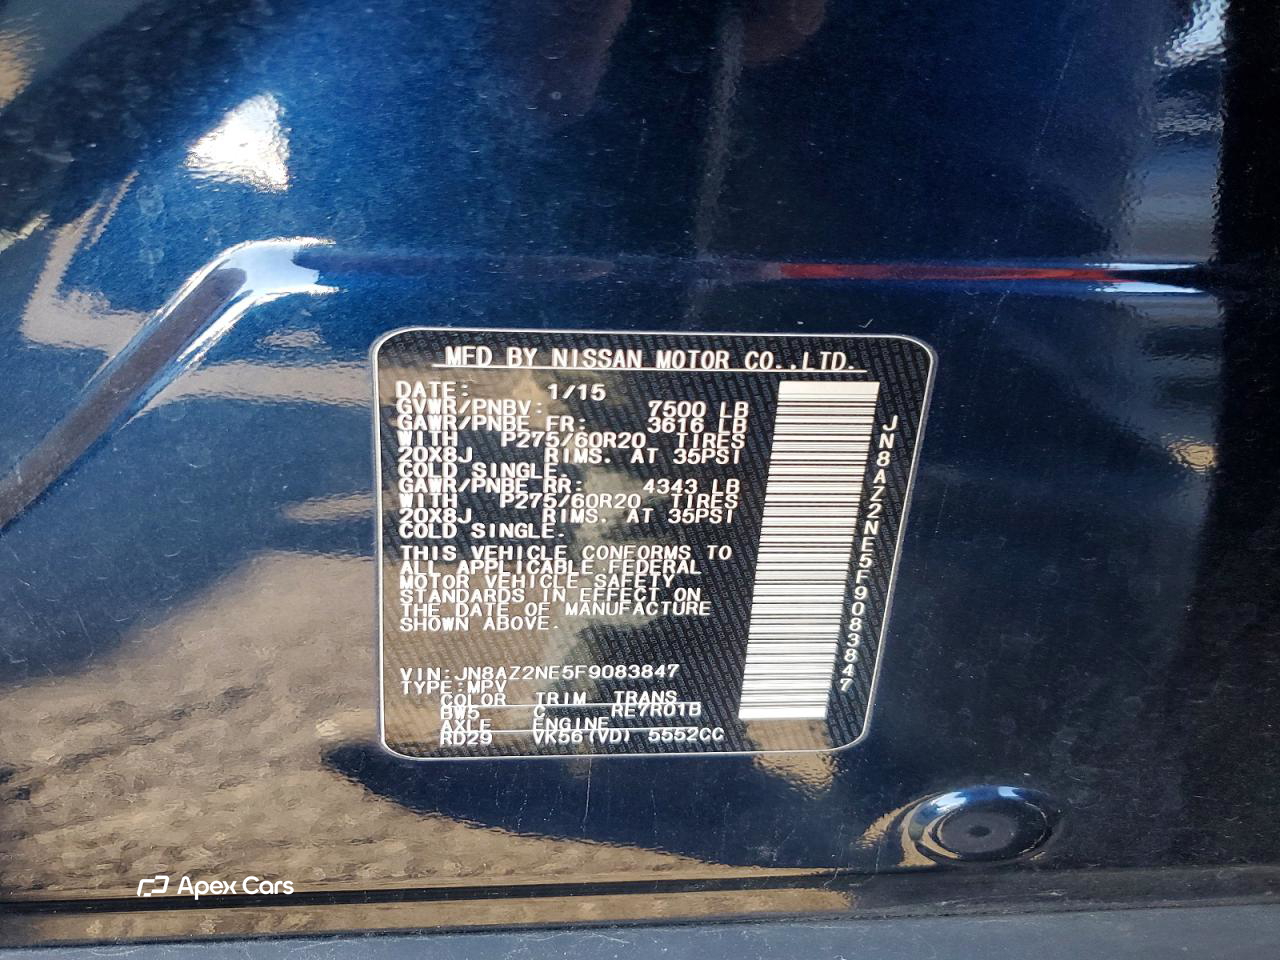 MFD BY NISSAN MOTOR CO.,LTD.
DATE: 1/15
GVWR/PNBV: 7500 LB
GAWR/PNBE FR: 3616 LB
WITH P275/60R20 TIRES
20X8J RIMS. AT 35PSI
COLD SINGLE.
GAWR/PNBE RR: 4343 LB
WITH P275/60R20 TIRES
20X8J RIMS. AT 35PSI
COLD SINGLE.
THIS VEHICLE CONFORMS TO
ALL APPLICABLE FEDERAL
MOTOR VEHICLE SAFETY
STANDARDS IN EFFECT ON
THE DATE OF MANUFACTURE
SHOWN ABOVE.
VIN:JN8AZ2NE5F9083847
TYPE:MPV
COLOR TRIM TRANS
BW5 C RE7R01B
AXLE ENGINE
RD29 VK56(VD) 5552CC
JN8AZ2NE5F9083847
Apex Cars